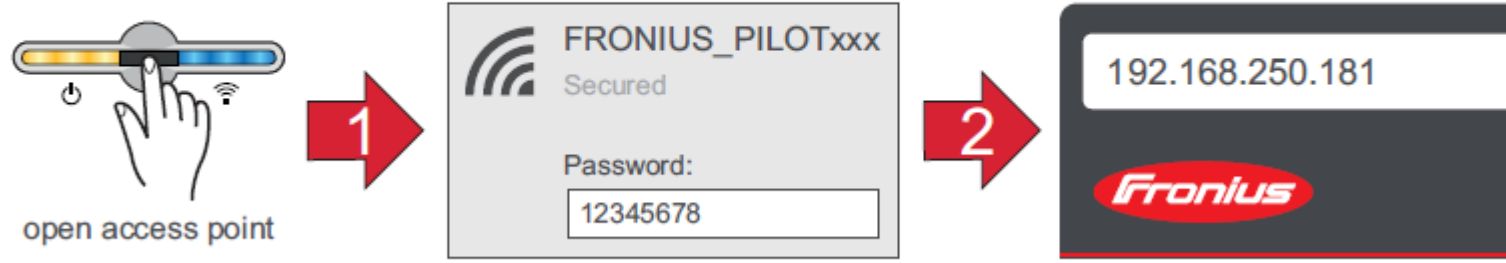 open access point
1
FRONIUS_PILOTxxx
Secured
Password:
12345678
2
192.168.250.181
Fronius